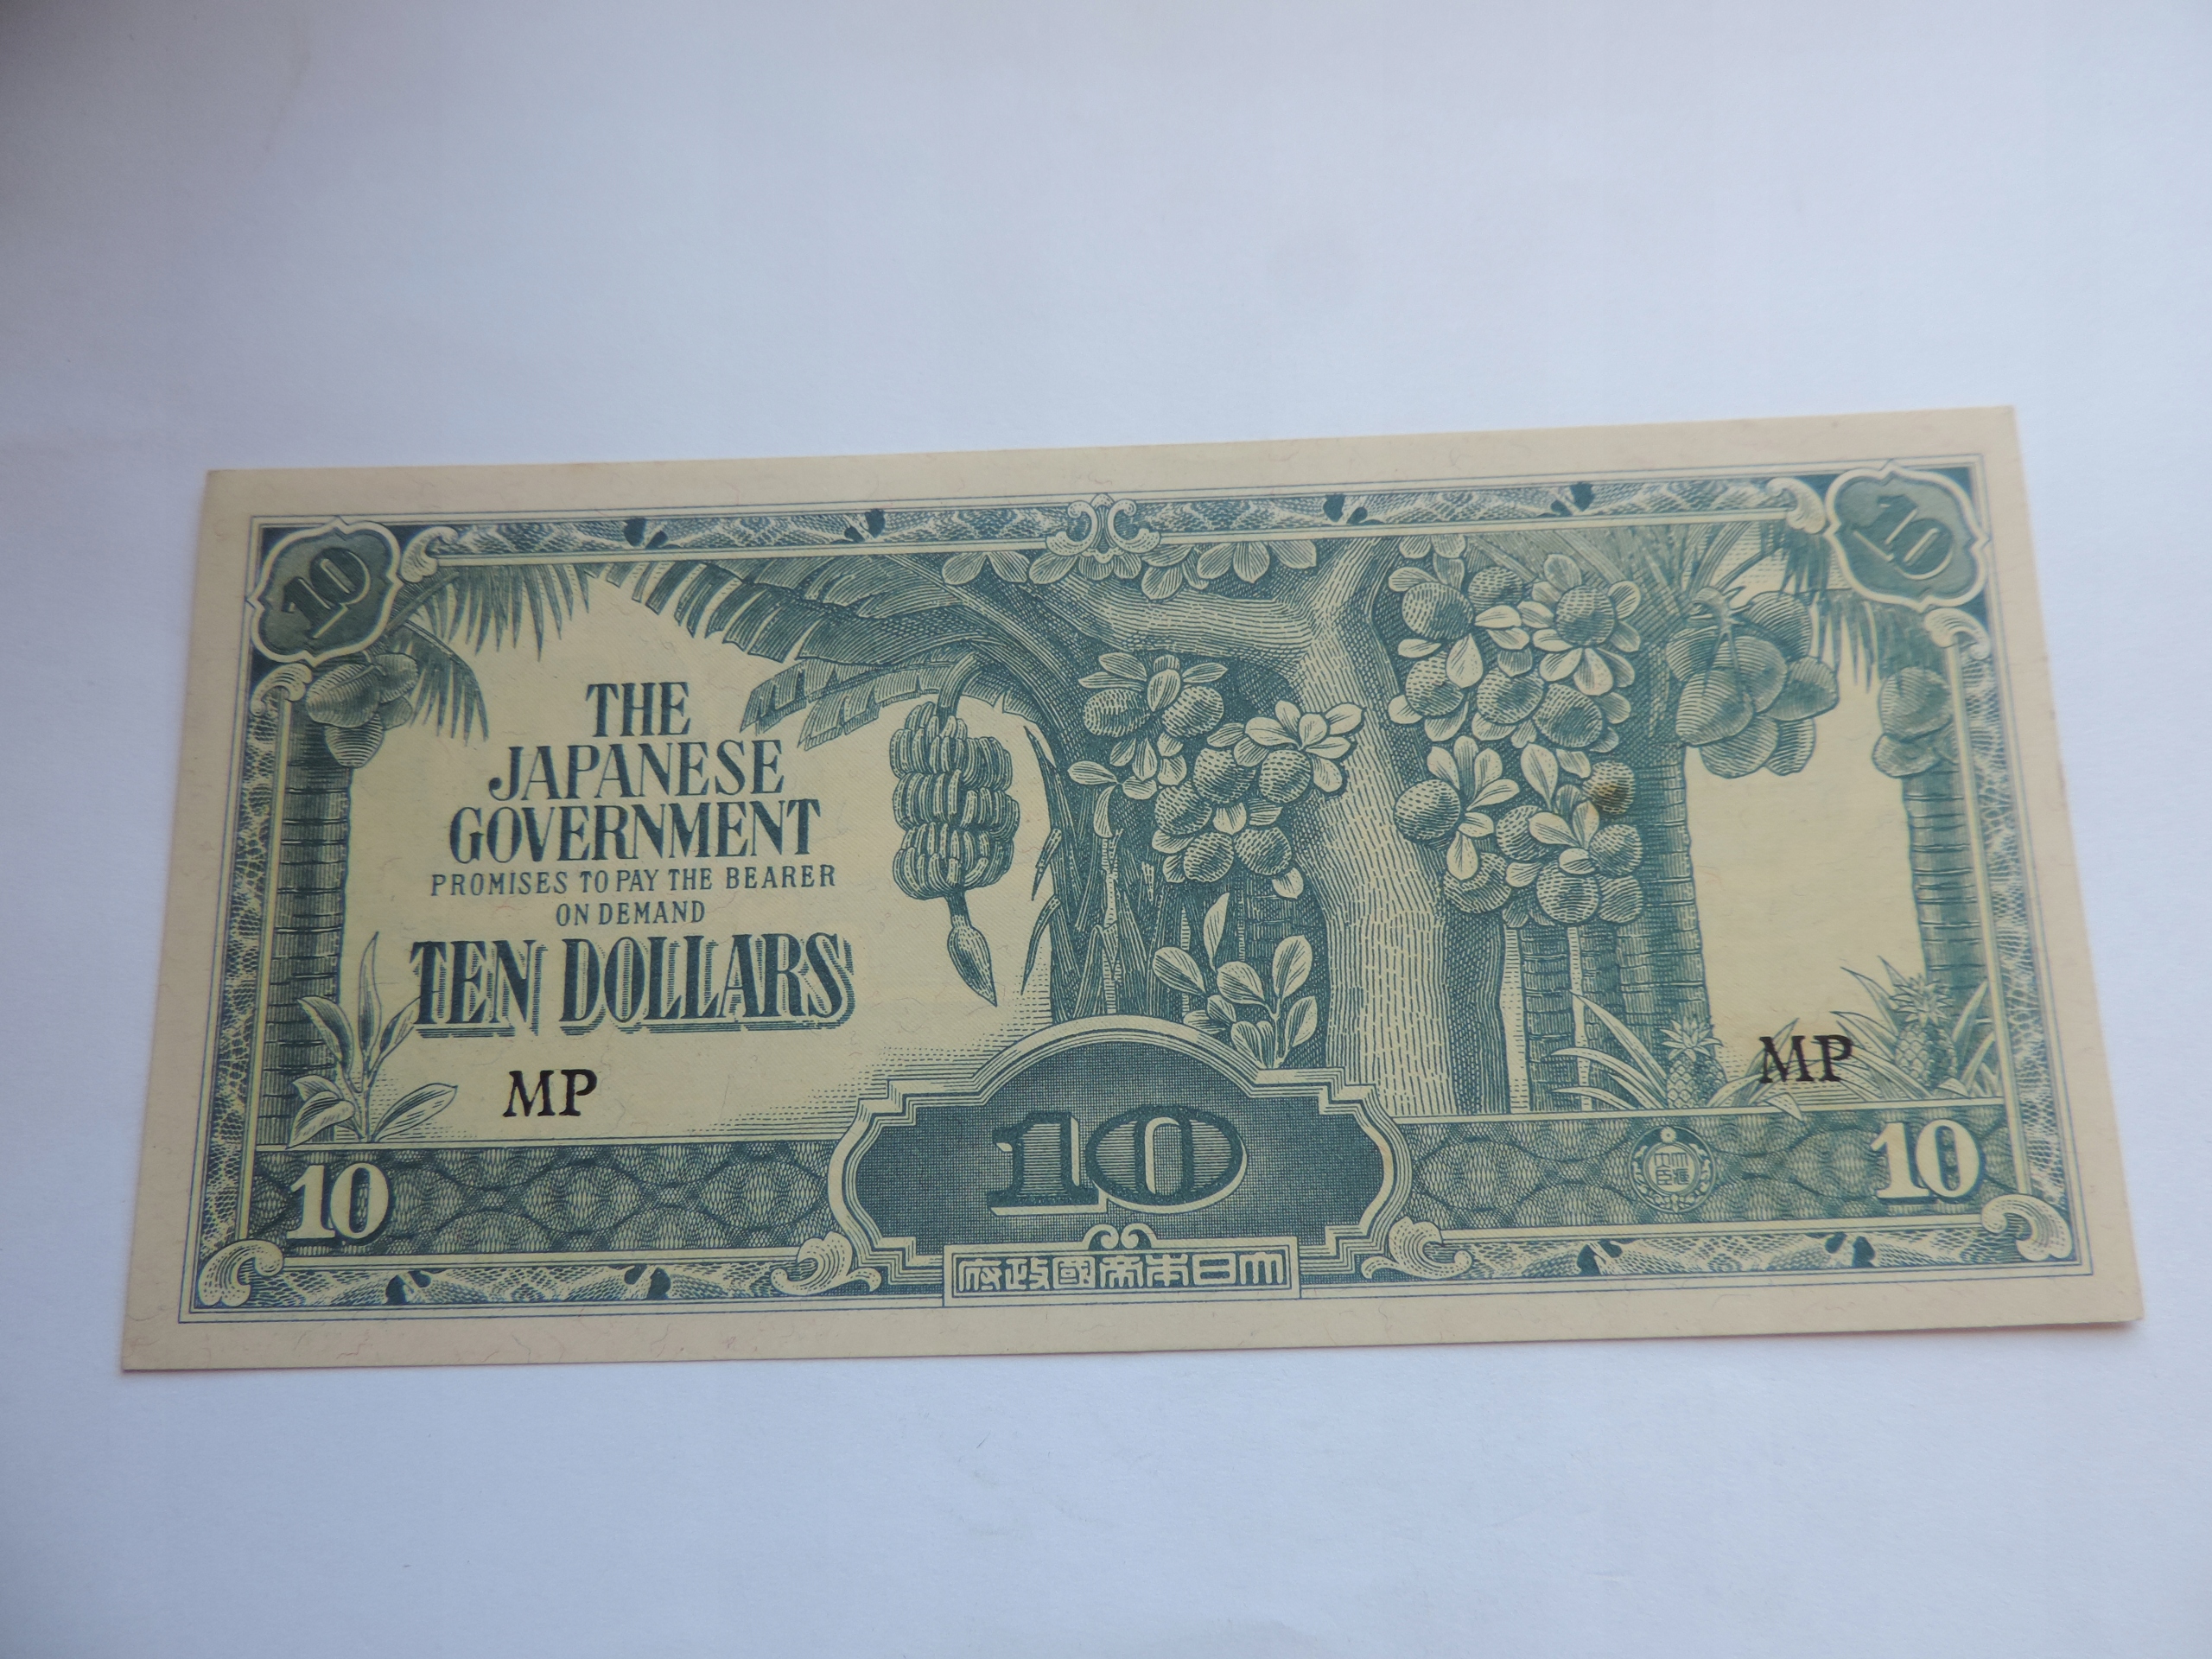 10
10
THE
JAPANESE
GOVERNMENT
PROMISES TO PAY THE BEARER
ON DEMAND
TEN DOLLARS
MP
MP
10
10
10
府政國帝本日大